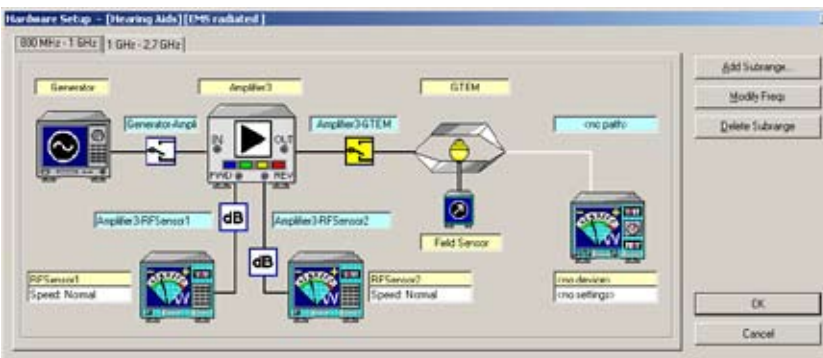 Hardware Setup - [Hearing Aids][EMS radiated ]
800 MHz - 1 GHz
1 GHz - 2.7 GHz
Add Subrange...
Modify Freqs
Delete Subrange
Generator
Amplifier3
GTEM
Generator-Ampli
Amplifier3-GTEM
<no path>
IN
OUT
FWD
REV
Amplifier3-RFSensor1
dB
Amplifier3-RFSensor2
dB
Field Sensor
RFSensor1
Speed: Normal
RFSensor2
Speed: Normal
<no device>
<no settings>
OK
Cancel